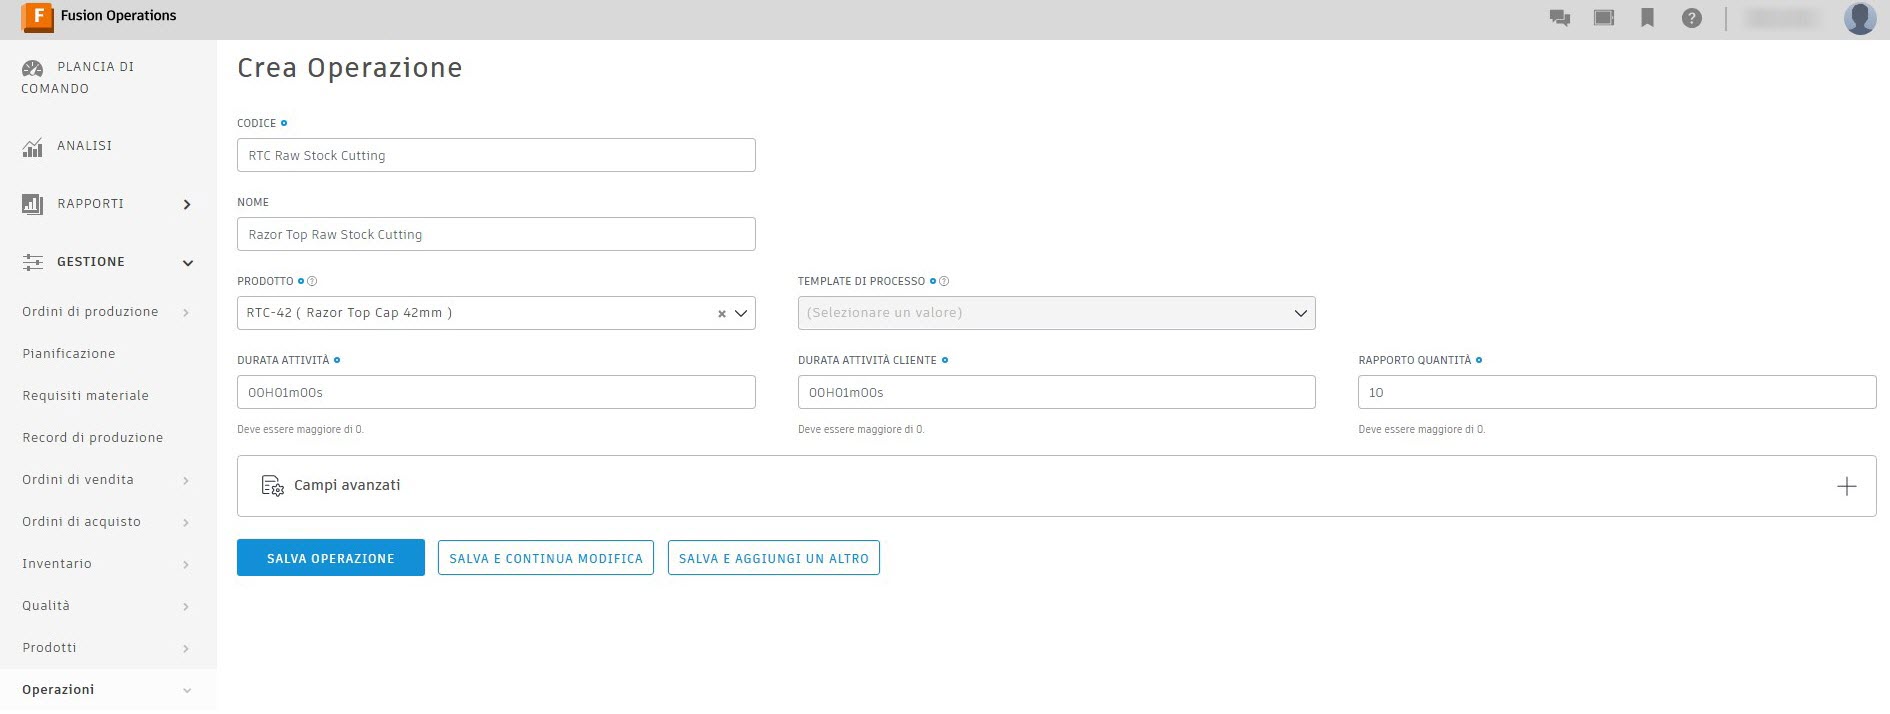 Fusion Operations
PLANCIA DI
COMANDO
ANALISI
RAPPORTI
GESTIONE
Ordini di produzione
Pianificazione
Requisiti materiale
Record di produzione
Ordini di vendita
Ordini di acquisto
Inventario
Qualità
Prodotti
Operazioni
Crea Operazione
CODICE
RTC Raw Stock Cutting
NOME
Razor Top Raw Stock Cutting
PRODOTTO
RTC-42 ( Razor Top Cap 42mm )
TEMPLATE DI PROCESSO
(Selezionare un valore)
DURATA ATTIVITÀ
00H01m00s
Deve essere maggiore di 0.
DURATA ATTIVITÀ CLIENTE
00H01m00s
Deve essere maggiore di 0.
RAPPORTO QUANTITÀ
10
Deve essere maggiore di 0.
Campi avanzati
SALVA OPERAZIONE
SALVA E CONTINUA MODIFICA
SALVA E AGGIUNGI UN ALTRO